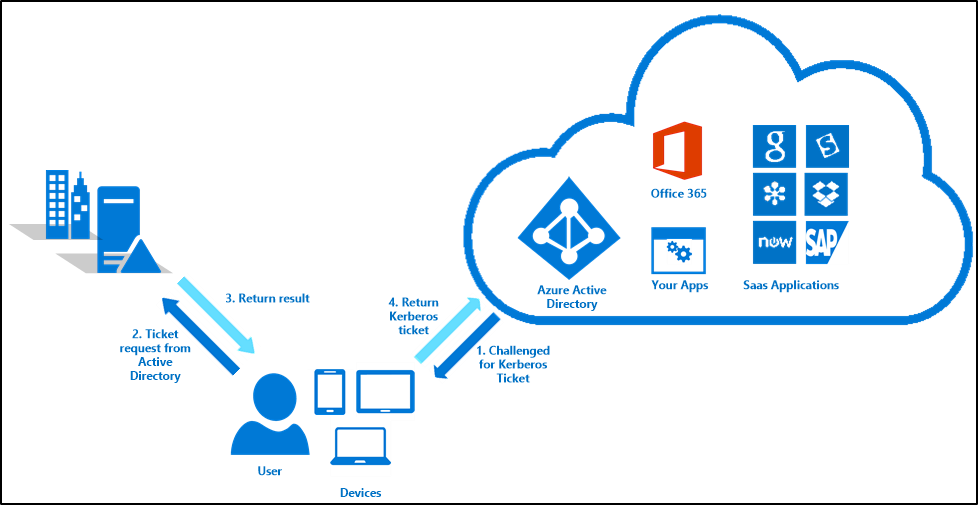 Office 365
Azure Active
Directory
Your Apps
now
SAP
Saas Applications
3. Return result
4. Return
Kerberos
ticket
2. Ticket
request from
Active
Directory
1. Challenged
for Kerberos
Ticket
User
Devices